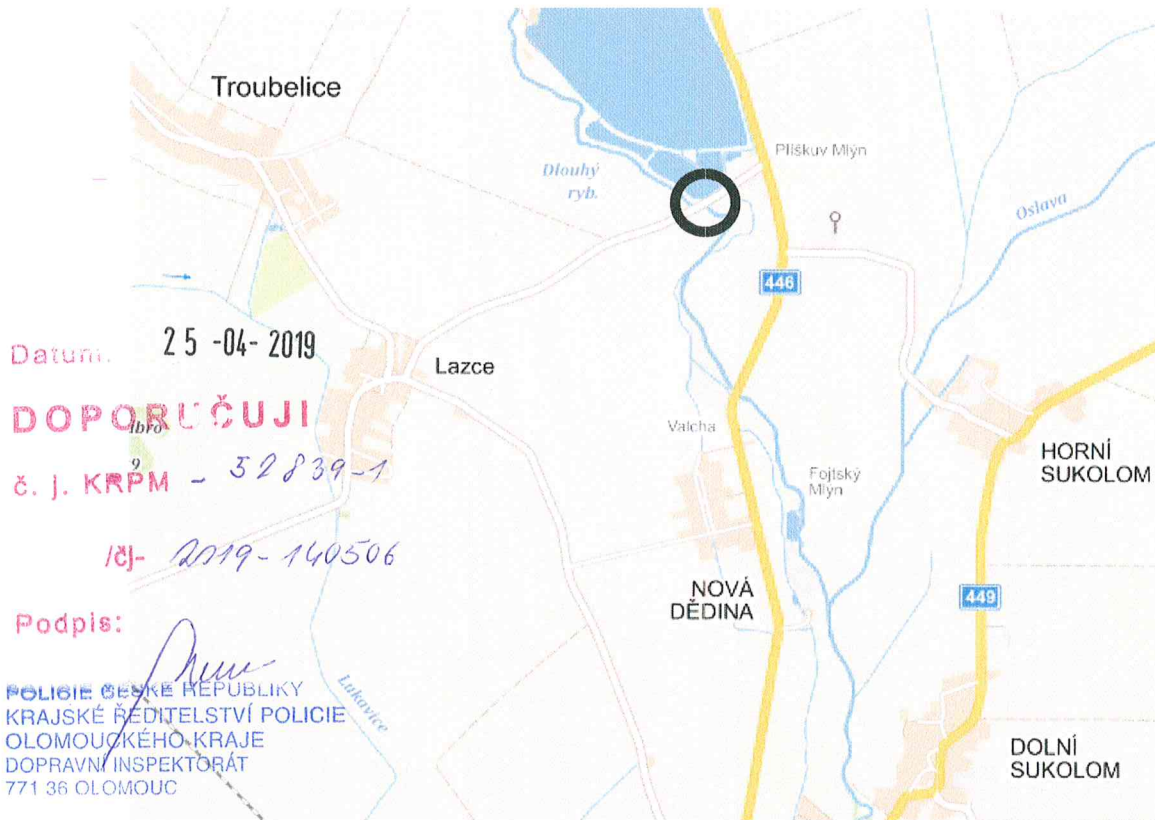 Troubelice
Plíškuv Mlýn
Dlouhý
ryb.
Oslava
446
Datum: 25 -04- 2019
Lazce
DOPORUČUJI
Valcha
HORNÍ
SUKOLOM
č. j. KRPM - 52839-1
Fojtský
Mlýn
/čj- 2019-140506
NOVÁ
DĚDINA
449
Podpis:
POLICIE ČESKÉ REPUBLIKY
KRAJSKÉ ŘEDITELSTVÍ POLICIE
OLOMOUCKÉHO KRAJE
DOPRAVNÍ INSPEKTORÁT
771 36 OLOMOUC
Lukavice
DOLNÍ
SUKOLOM